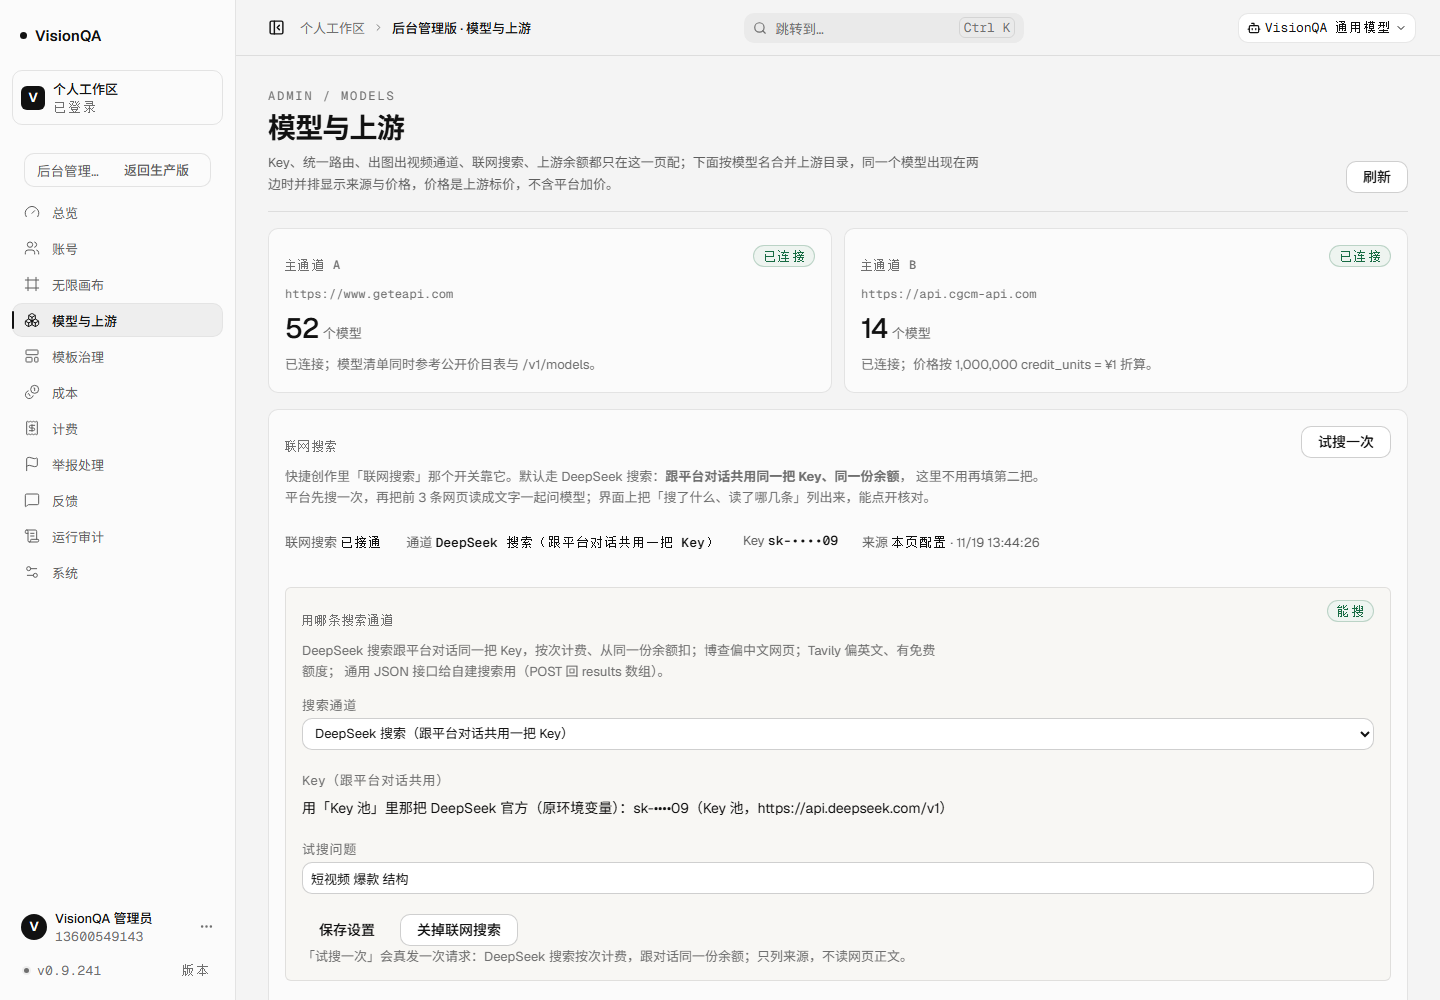 VisionQA
V
个人工作区
已登录
后台管理...
返回生产版
总览
账号
无限画布
模型与上游
模板治理
成本
计费
举报处理
反馈
运行审计
系统
V
VisionQA 管理员
13600549143
v0.9.241
版本
个人工作区
后台管理版 · 模型与上游
跳转到...
Ctrl K
VisionQA 通用模型
ADMIN / MODELS
模型与上游
Key、统一路由、出图出视频通道、联网搜索、上游余额都只在这一页配；下面按模型名合并上游目录，同一个模型出现在两
边时并排显示来源与价格，价格是上游标价，不含平台加价。
刷新
主通道 A
已连接
https://www.geteapi.com
52 个模型
已连接；模型清单同时参考公开价目表与 /v1/models。
主通道 B
已连接
https://api.cgcm-api.com
14 个模型
已连接；价格按 1,000,000 credit_units = ¥1 折算。
联网搜索
试搜一次
快捷创作里「联网搜索」那个开关靠它。默认走 DeepSeek 搜索：跟平台对话共用同一把 Key、同一份余额， 这里不用再填第二把。
平台先搜一次，再把前 3 条网页读成文字一起问模型；界面上把「搜了什么、读了哪几条」列出来，能点开核对。
联网搜索 已接通
通道 DeepSeek 搜索（跟平台对话共用一把 Key）
Key sk-••••09
来源 本页配置 · 11/19 13:44:26
用哪条搜索通道
能搜
DeepSeek 搜索跟平台对话同一把 Key，按次计费、从同一份余额扣；博查偏中文网页；Tavily 偏英文、有免费
额度； 通用 JSON 接口给自建搜索用（POST 回 results 数组）。
搜索通道
DeepSeek 搜索（跟平台对话共用一把 Key）
Key（跟平台对话共用）
用「Key 池」里那把 DeepSeek 官方（原环境变量）：sk-••••09（Key 池，https://api.deepseek.com/v1）
试搜问题
短视频 爆款 结构
保存设置
关掉联网搜索
「试搜一次」会真发一次请求：DeepSeek 搜索按次计费，跟对话同一份余额；只列来源，不读网页正文。